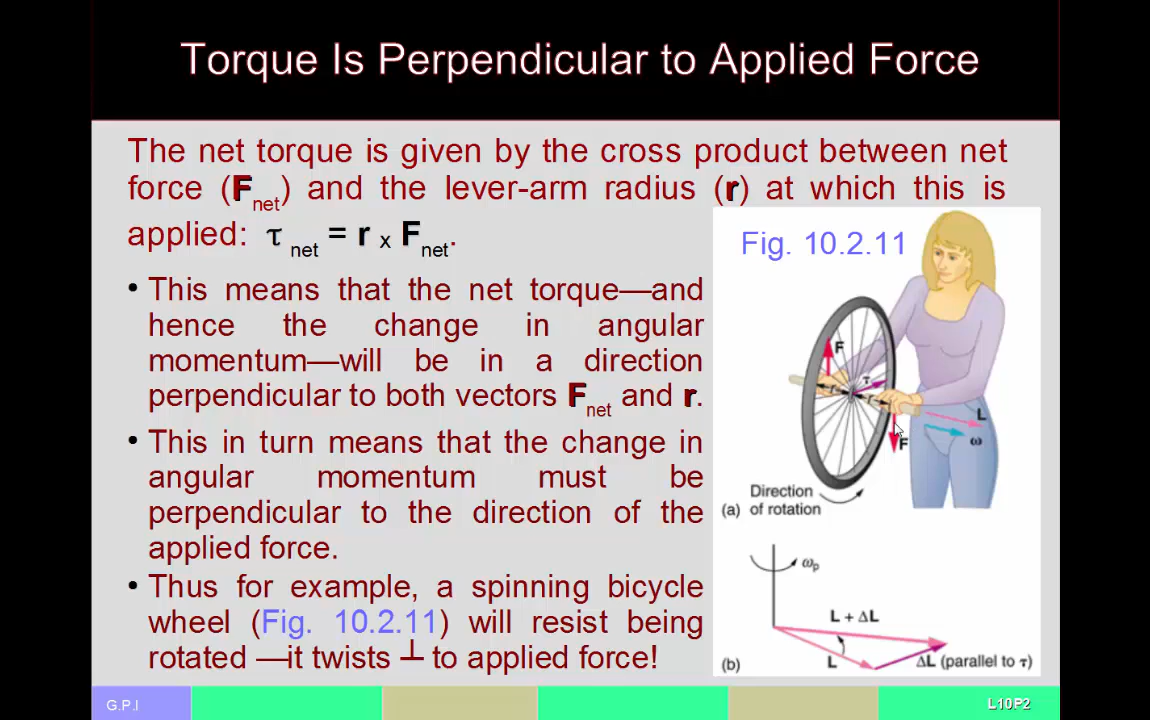 Torque Is Perpendicular to Applied Force
The net torque is given by the cross product between net
force (Fnet) and the lever-arm radius (r) at which this is
applied: τ net = r x Fnet.
• This means that the net torque—and
hence the change in angular
momentum—will be in a direction
perpendicular to both vectors Fnet and r.
• This in turn means that the change in
angular momentum must be
perpendicular to the direction of the
applied force.
• Thus for example, a spinning bicycle
wheel (Fig. 10.2.11) will resist being
rotated —it twists ┴ to applied force!
Fig. 10.2.11
F
τ
r
r
L
ω
F
Direction
(a) of rotation
ωp
L + ΔL
L
ΔL (parallel to τ)
(b)
G.P.I
L10P2